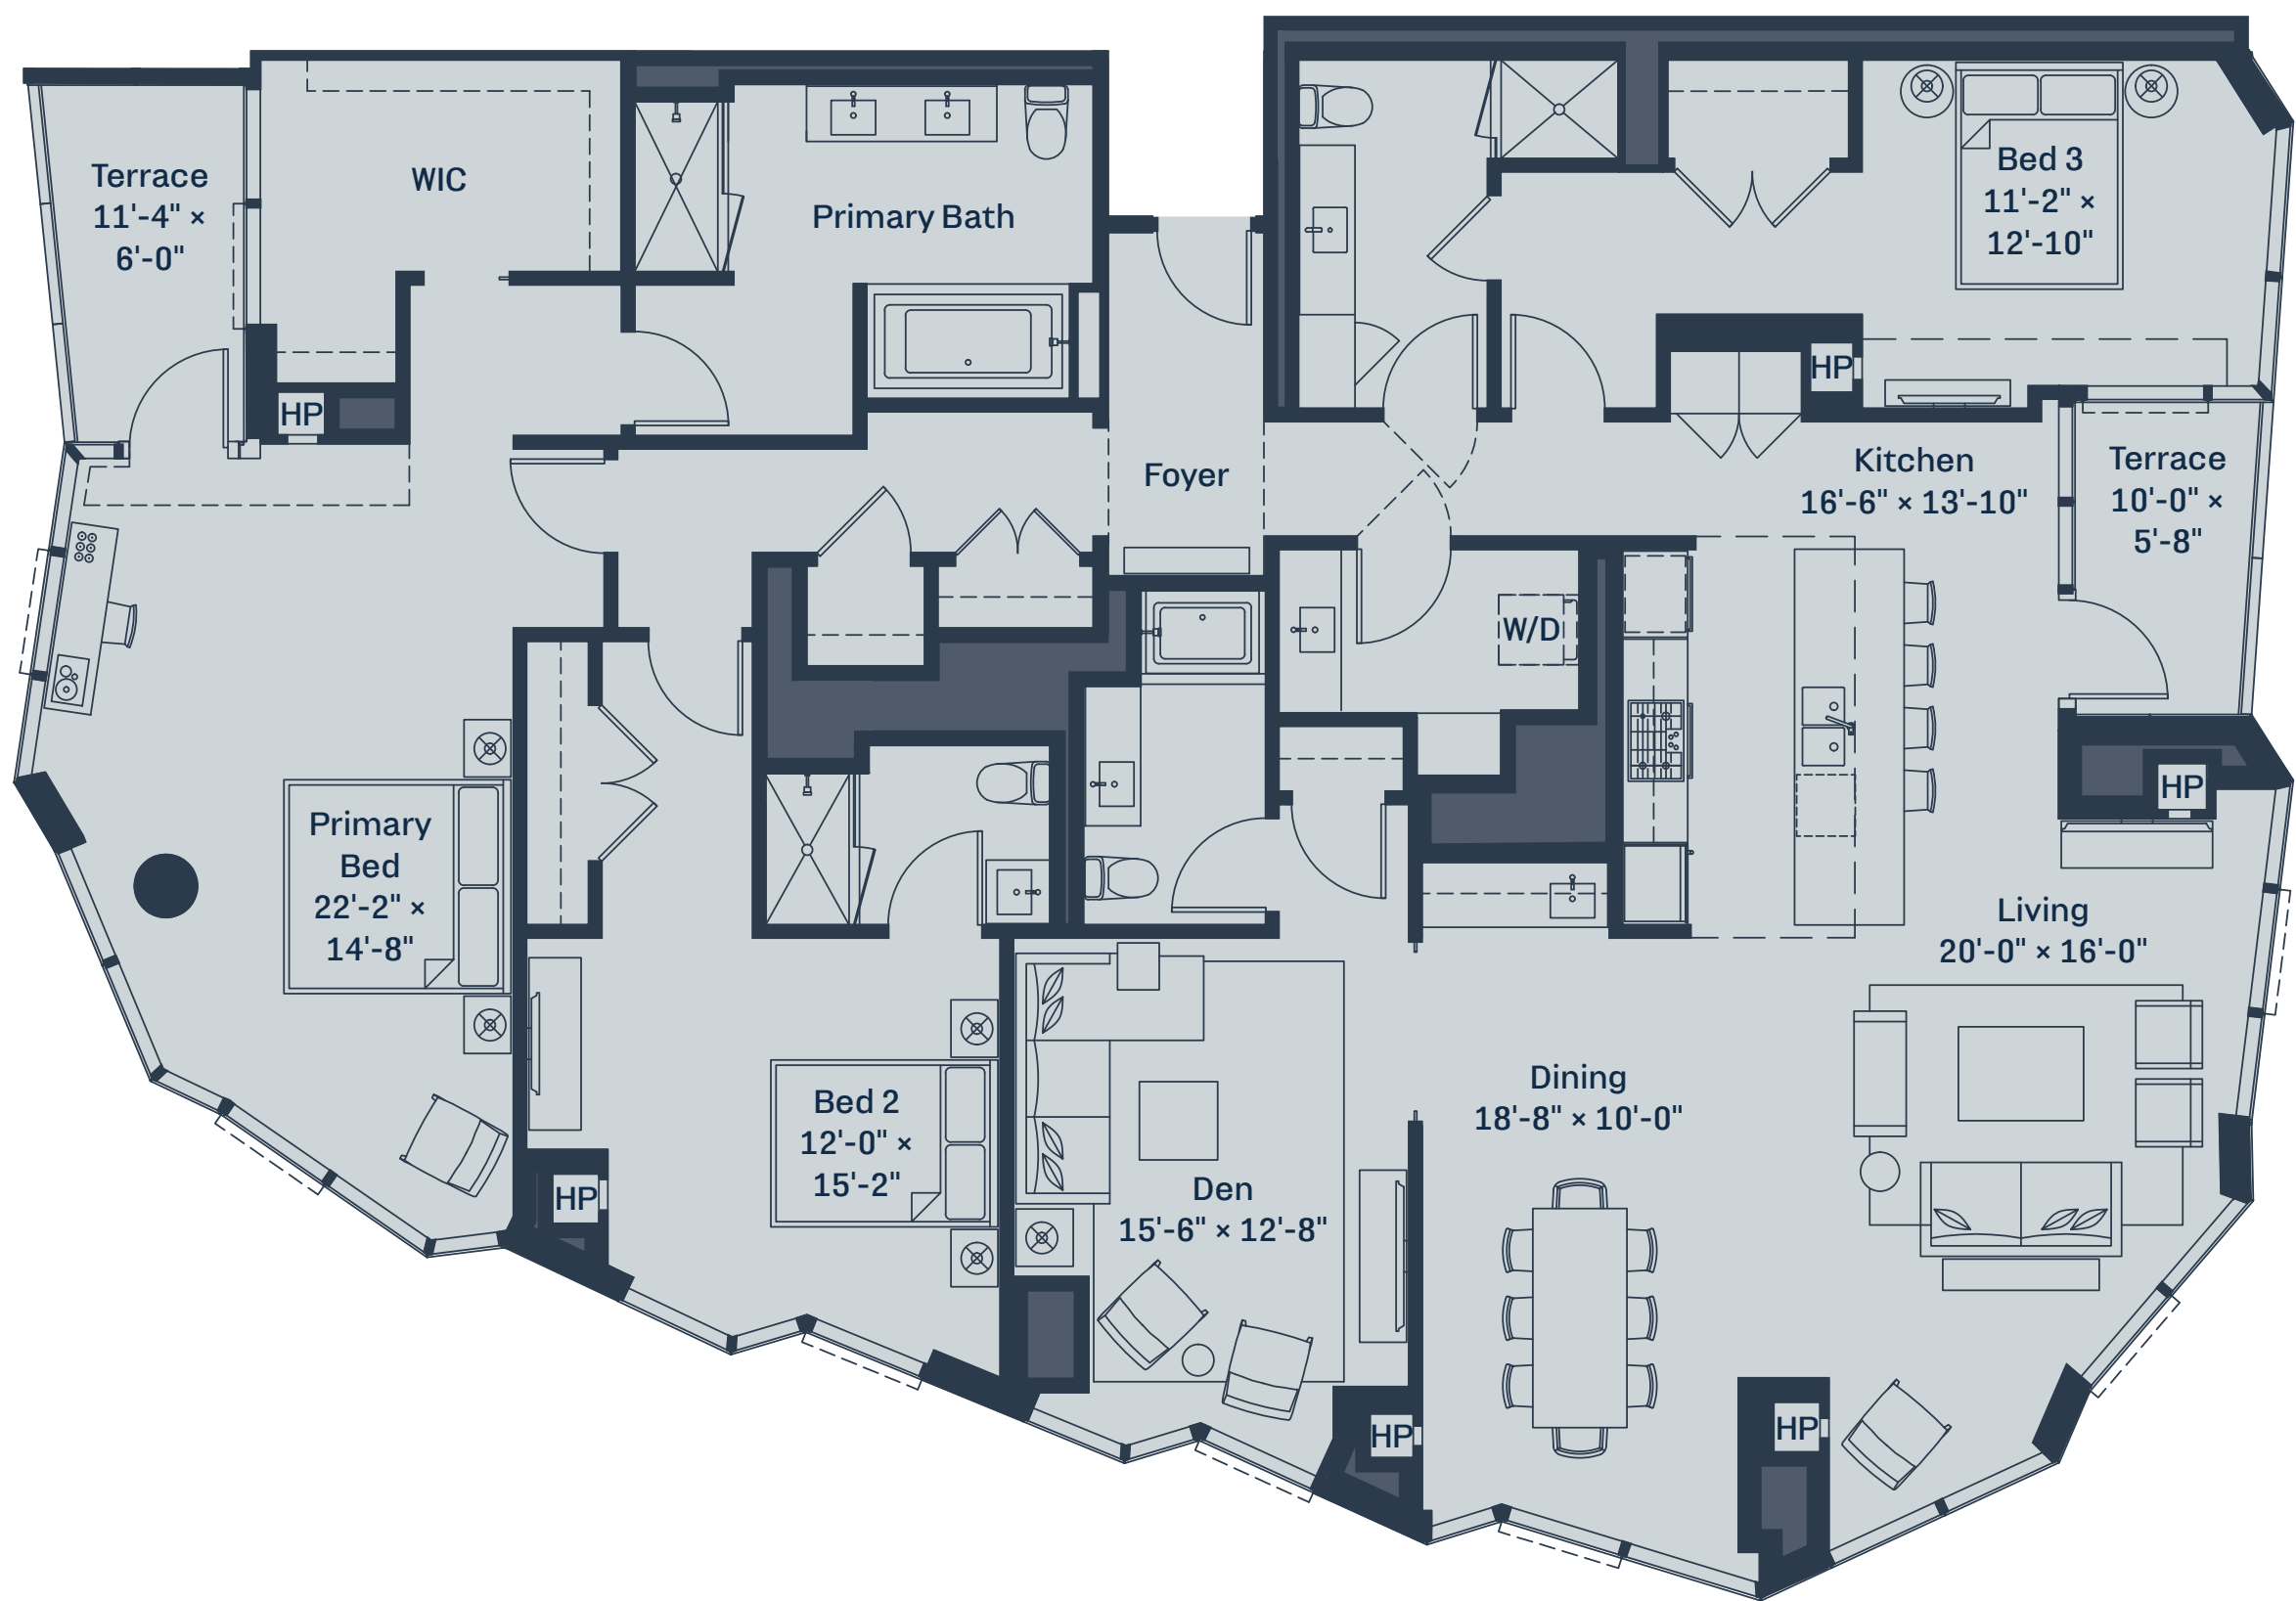 Terrace
11'-4" ×
6'-0"
WIC
Primary Bath
Bed 3
11'-2" ×
12'-10"
HP
HP
Foyer
Kitchen
16'-6" × 13'-10"
Terrace
10'-0" ×
5'-8"
W/D
HP
Primary
Bed
22'-2" ×
14'-8"
Living
20'-0" × 16'-0"
Bed 2
12'-0" ×
15'-2"
Dining
18'-8" × 10'-0"
HP
Den
15'-6" × 12'-8"
HP
HP